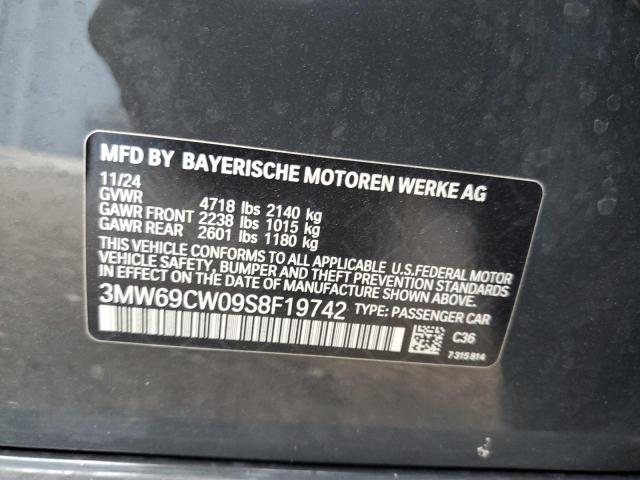 MFD BY BAYERISCHE MOTOREN WERKE AG
11/24
GVWR 4718 lbs 2140 kg
GAWR FRONT 2238 lbs 1015 kg
GAWR REAR 2601 lbs 1180 kg
THIS VEHICLE CONFORMS TO ALL APPLICABLE U.S.FEDERAL MOTOR
VEHICLE SAFETY, BUMPER AND THEFT PREVENTION STANDARDS
IN EFFECT ON THE DATE OF MANUFACTURE SHOWN ABOVE.
3MW69CW09S8F19742 TYPE: PASSENGER CAR
C36
7315814